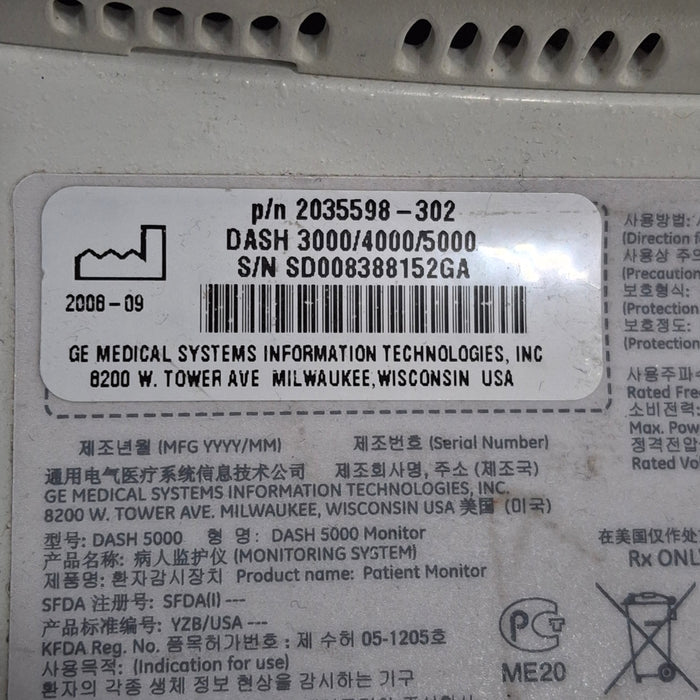 p/n 2035598-302
DASH 3000/4000/5000
S/N SD008388152GA
2008-09
GE MEDICAL SYSTEMS INFORMATION TECHNOLOGIES, INC
8200 W. TOWER AVE MILWAUKEE, WISCONSIN USA
제조년월 (MFG YYYY/MM) 제조번호 (Serial Number)
通用电气医疗系统信息技术公司 제조회사명, 주소 (제조국)
GE MEDICAL SYSTEMS INFORMATION TECHNOLOGIES, INC.
8200 W. TOWER AVE. MILWAUKEE, WISCONSIN USA 美国 (미국)
型号: DASH 5000 형 명: DASH 5000 Monitor
产品名称: 病人监护仪 (MONITORING SYSTEM)
제품명: 환자감시장치 Product name: Patient Monitor
SFDA 注册号: SFDA(I) ---
产品标准编号: YZB/USA ---
KFDA Reg. No. 품목허가번호 : 제 수허 05-1205호
사용목적: (Indication for use)
환자의 각종 생체 정보 현상을 감시하는 기구
사용방법:
(Direction f
사용상 주의
(Precaution
보호형식:
(Protection
보호정도:
(Protection
사용주파수
Rated Fre
소비전력:
Max. Pow
정격전압
Rated Vol
在美国仅作处方
Rx ONL
PC
ME20